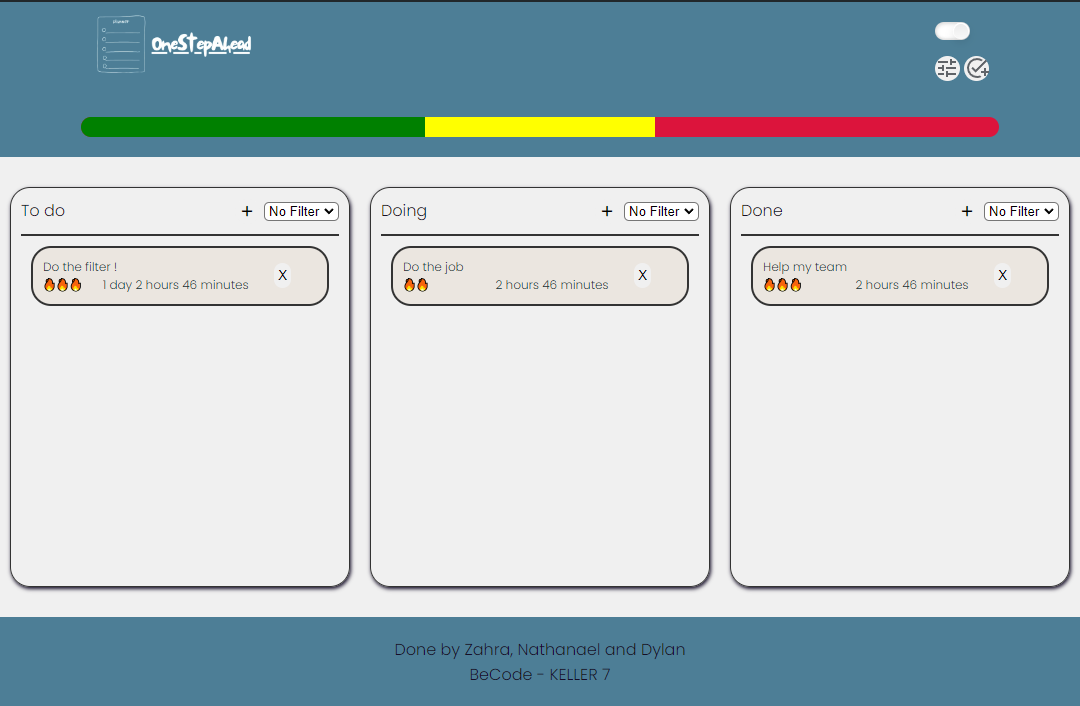 OneStepAhead
To do + No Filter
Doing + No Filter
Done + No Filter
Do the filter !
🔥🔥🔥 1 day 2 hours 46 minutes X
Do the job
🔥🔥 2 hours 46 minutes X
Help my team
🔥🔥🔥 2 hours 46 minutes X
Done by Zahra, Nathanael and Dylan
BeCode - KELLER 7